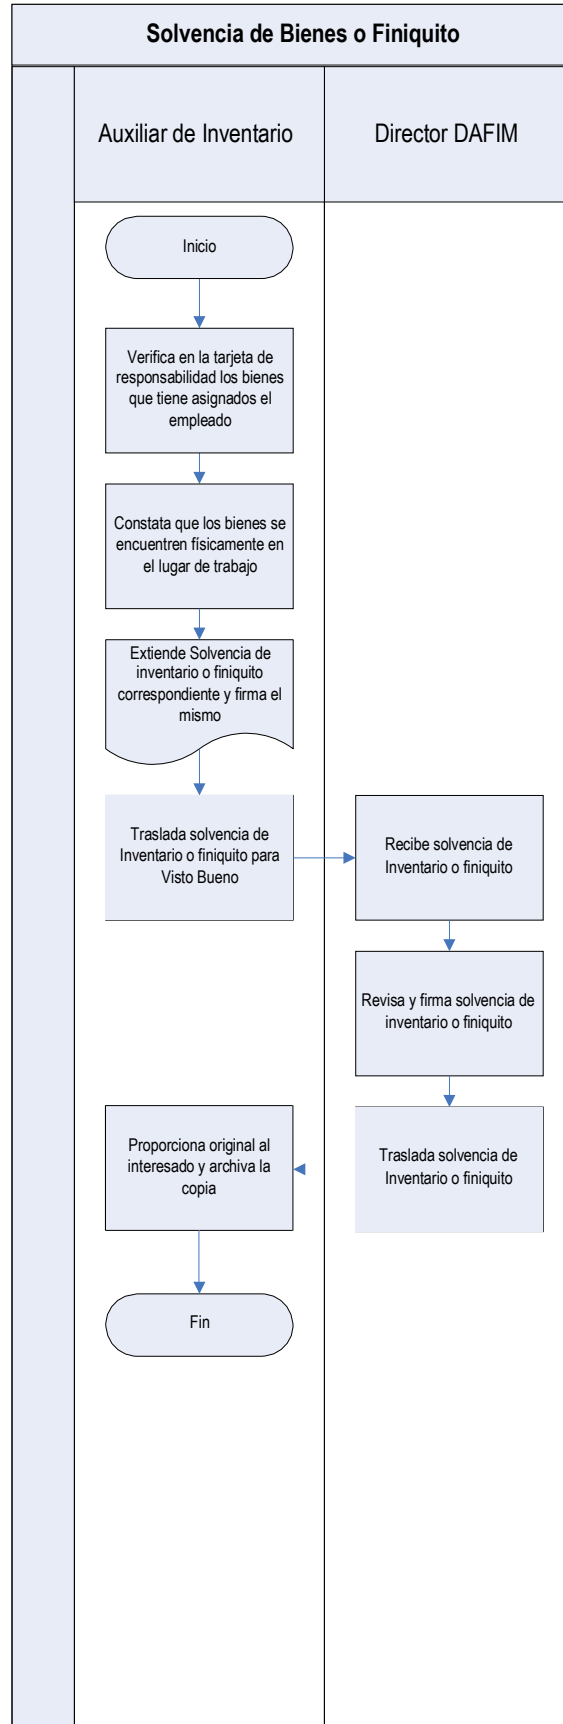 Solvencia de Bienes o Finiquito
Auxiliar de Inventario
Director DAFIM
Inicio
Verifica en la tarjeta de
responsabilidad los bienes
que tiene asignados el
empleado
Constata que los bienes se
encuentren físicamente en
el lugar de trabajo
Extiende Solvencia de
inventario o finiquito
correspondiente y firma el
mismo
Traslada solvencia de
Inventario o finiquito para
Visto Bueno
Recibe solvencia de
Inventario o finiquito
Revisa y firma solvencia de
inventario o finiquito
Traslada solvencia de
Inventario o finiquito
Proporciona original al
interesado y archiva la
copia
Fin